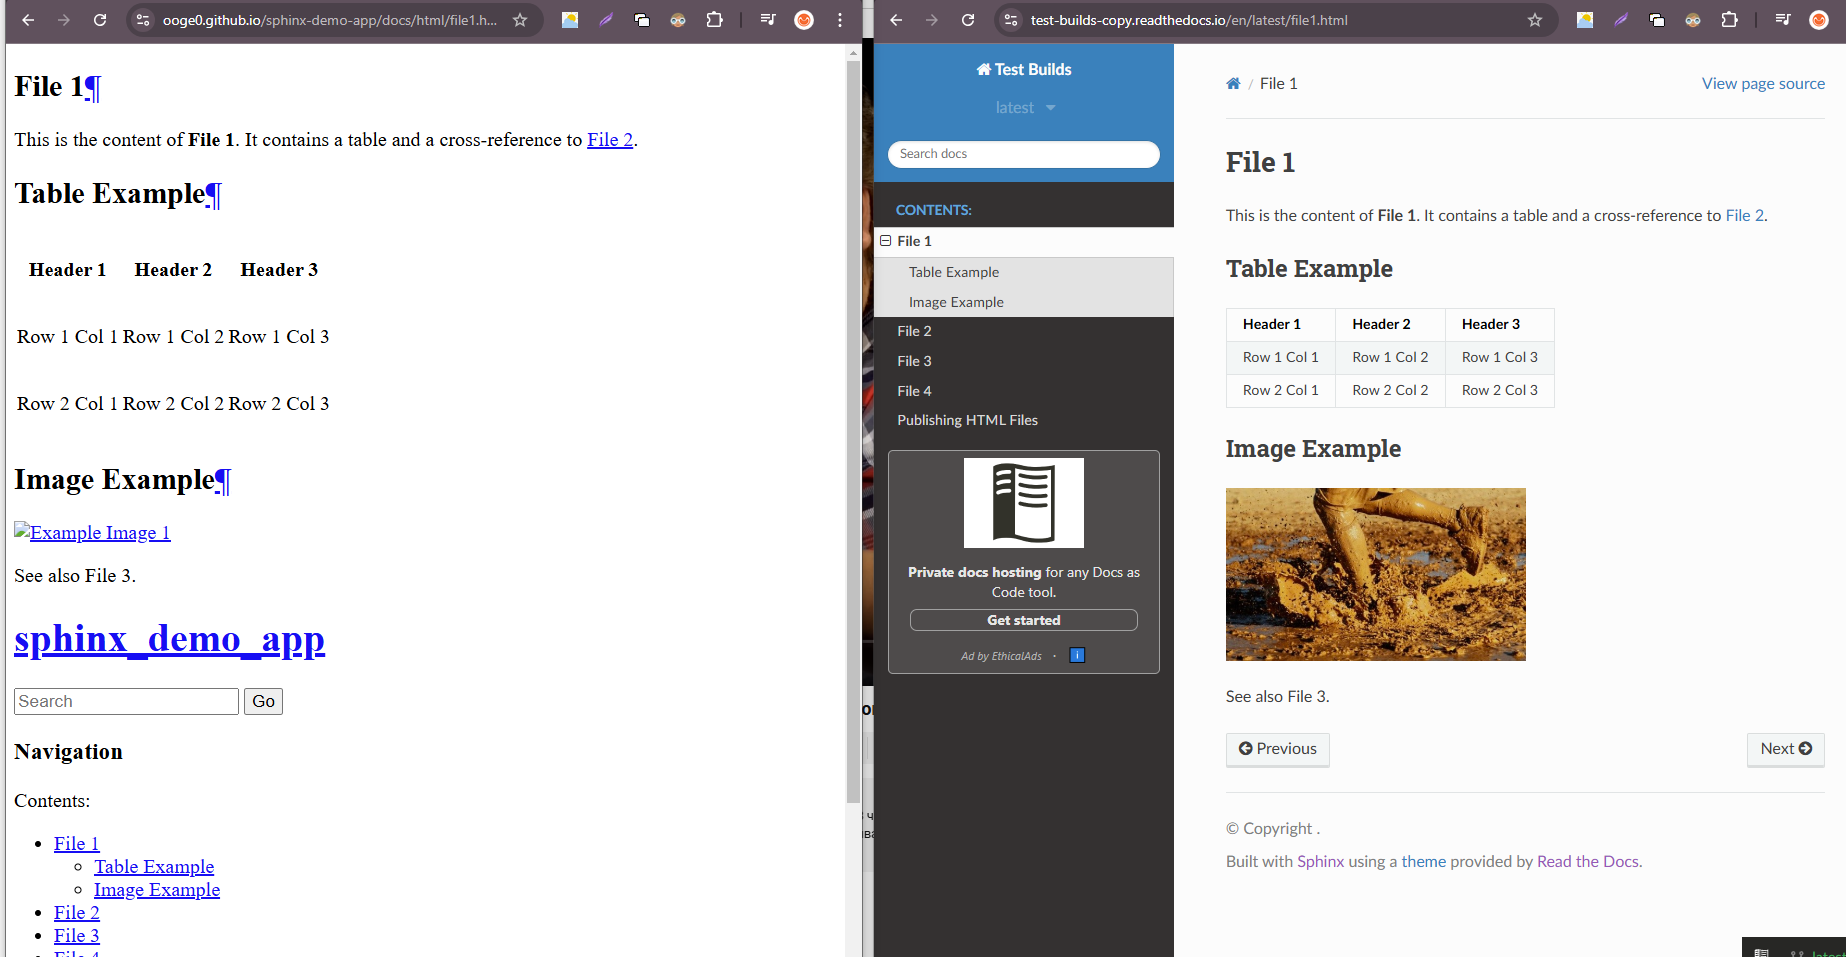 ooge0.github.io/sphinx-demo-app/docs/html/file1.h...
File 1¶
This is the content of File 1. It contains a table and a cross-reference to File 2.
Table Example¶
Header 1 Header 2 Header 3
Row 1 Col 1 Row 1 Col 2 Row 1 Col 3
Row 2 Col 1 Row 2 Col 2 Row 2 Col 3
Image Example¶
Example Image 1
See also File 3.
sphinx_demo_app
Search Go
Navigation
Contents:
File 1
Table Example
Image Example
File 2
File 3
File 4
test-builds-copy.readthedocs.io/en/latest/file1.html
Test Builds
latest
Search docs
CONTENTS:
File 1
Table Example
Image Example
File 2
File 3
File 4
Publishing HTML Files
Private docs hosting for any Docs as
Code tool.
Get started
Ad by EthicalAds · i
/ File 1 View page source
File 1
This is the content of File 1. It contains a table and a cross-reference to File 2.
Table Example
Header 1 Header 2 Header 3
Row 1 Col 1 Row 1 Col 2 Row 1 Col 3
Row 2 Col 1 Row 2 Col 2 Row 2 Col 3
Image Example
See also File 3.
Previous Next
© Copyright .
Built with Sphinx using a theme provided by Read the Docs.
latest